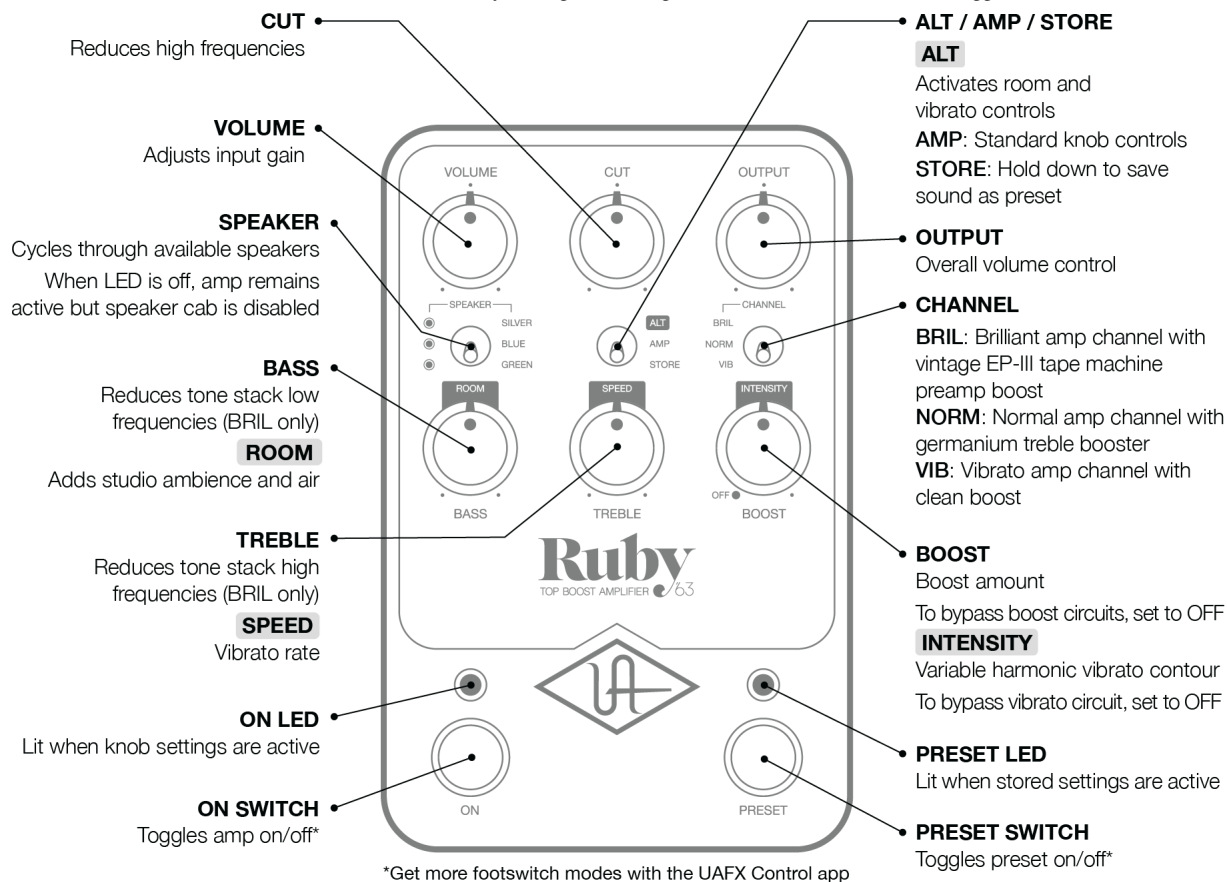 CUT
Reduces high frequencies
VOLUME
Adjusts input gain
SPEAKER
Cycles through available speakers
When LED is off, amp remains
active but speaker cab is disabled
BASS
Reduces tone stack low
frequencies (BRIL only)
ROOM
Adds studio ambience and air
TREBLE
Reduces tone stack high
frequencies (BRIL only)
SPEED
Vibrato rate
ON LED
Lit when knob settings are active
ON SWITCH
Toggles amp on/off*
VOLUME
CUT
OUTPUT
SPEAKER
SILVER
BLUE
GREEN
ALT
AMP
STORE
CHANNEL
BRIL
NORM
VIB
ROOM
SPEED
INTENSITY
OFF
BASS
TREBLE
BOOST
Ruby
TOP BOOST AMPLIFIER '63
UA
ON
PRESET
ALT / AMP / STORE
ALT
Activates room and
vibrato controls
AMP: Standard knob controls
STORE: Hold down to save
sound as preset
OUTPUT
Overall volume control
CHANNEL
BRIL: Brilliant amp channel with
vintage EP-III tape machine
preamp boost
NORM: Normal amp channel with
germanium treble booster
VIB: Vibrato amp channel with
clean boost
BOOST
Boost amount
To bypass boost circuits, set to OFF
INTENSITY
Variable harmonic vibrato contour
To bypass vibrato circuit, set to OFF
PRESET LED
Lit when stored settings are active
PRESET SWITCH
Toggles preset on/off*
*Get more footswitch modes with the UAFX Control app